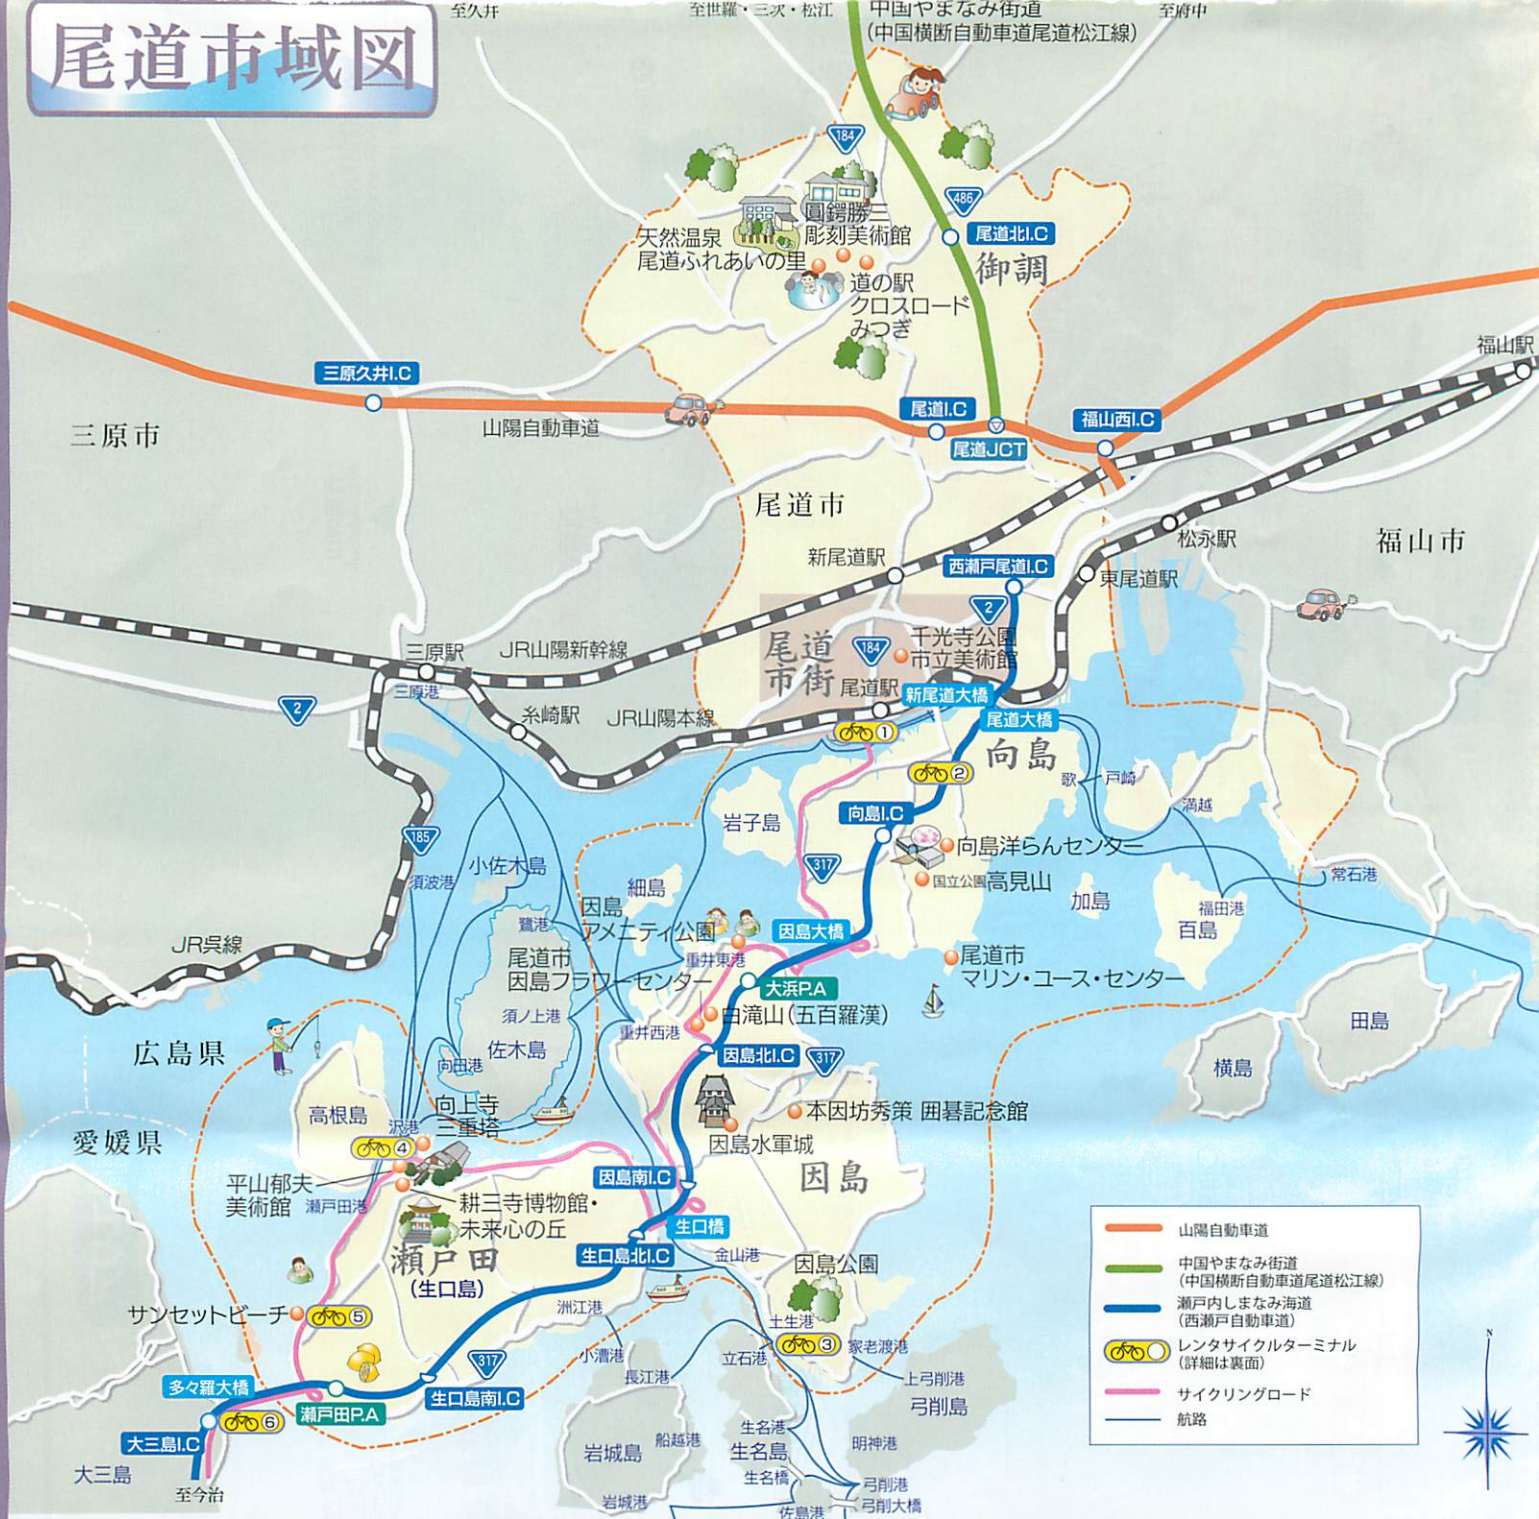 尾道市域図
至久井
至世羅・三次・松江
中国やまなみ街道
(中国横断自動車道尾道松江線)
至府中
184
486
圓鍔勝三
彫刻美術館
天然温泉
尾道ふれあいの里
尾道北I.C
御調
道の駅
クロスロード
みつぎ
福山駅
三原久井I.C
尾道I.C
福山西I.C
三原市
山陽自動車道
尾道JCT
尾道市
福山市
松永駅
新尾道駅
西瀬戸尾道I.C
東尾道駅
2
尾道
市街
184
千光寺公園
市立美術館
三原駅
JR山陽新幹線
三原港
尾道駅
新尾道大橋
2
糸崎駅
JR山陽本線
尾道大橋
①
向島
②
歌
戸崎
満越
岩子島
向島I.C
185
小佐木島
317
向島洋らんセンター
須波港
細島
国立公園高見山
加島
常石港
福田港
百島
因島
アメニティ公園
鷺港
因島大橋
JR呉線
尾道市
因島フラワーセンター
重井東港
尾道市
マリン・ユース・センター
大浜P.A
須ノ上港
重井西港
白滝山(五百羅漢)
田島
広島県
佐木島
向田港
因島北I.C
317
横島
高根島
向上寺
三重塔
沢港
本因坊秀策 囲碁記念館
愛媛県
④
因島水軍城
平山郁夫
美術館
瀬戸田港
因島南I.C
因島
耕三寺博物館・
未来心の丘
生口橋
瀬戸田
(生口島)
生口島北I.C
金山港
因島公園
山陽自動車道
中国やまなみ街道
(中国横断自動車道尾道松江線)
瀬戸内しまなみ海道
(西瀬戸自動車道)
レンタサイクルターミナル
(詳細は裏面)
サイクリングロード
航路
N
サンセットビーチ
⑤
洲江港
土生港
③
家老渡港
小漕港
立石港
317
長江港
上弓削港
多々羅大橋
生口島南I.C
弓削島
瀬戸田P.A
⑥
大三島I.C
岩城島
船越港
生名港
生名島
明神港
大三島
生名橋
至今治
弓削港
岩城港
佐島港
弓削大橋